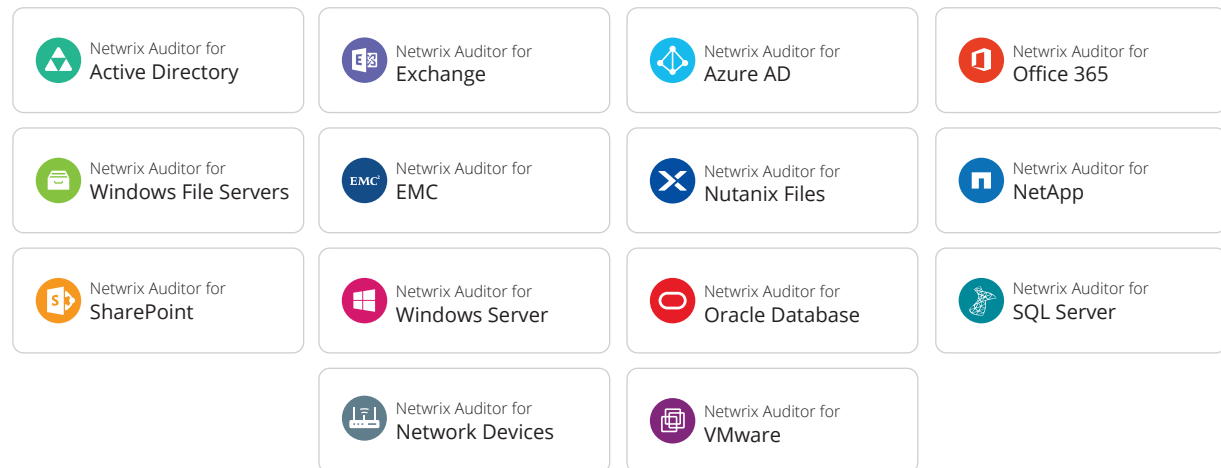 Netwrix Auditor for
Active Directory
Netwrix Auditor for
Exchange
E
Netwrix Auditor for
Azure AD
Netwrix Auditor for
Office 365
Netwrix Auditor for
Windows File Servers
EMC²
Netwrix Auditor for
EMC
Netwrix Auditor for
Nutanix Files
Netwrix Auditor for
NetApp
S
Netwrix Auditor for
SharePoint
Netwrix Auditor for
Windows Server
Netwrix Auditor for
Oracle Database
Netwrix Auditor for
SQL Server
Netwrix Auditor for
Network Devices
Netwrix Auditor for
VMware